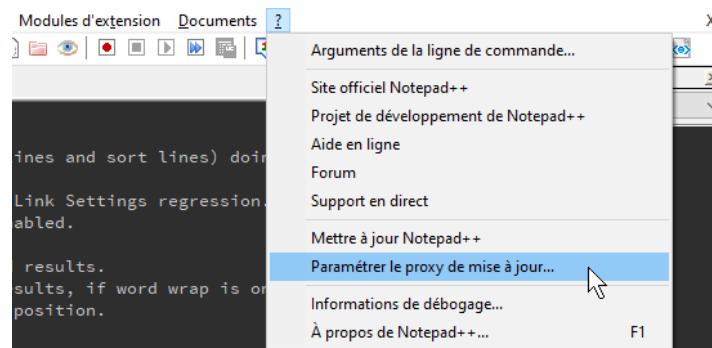 Modules d'extension Documents ?
Arguments de la ligne de commande...
Site officiel Notepad++
Projet de développement de Notepad++
Aide en ligne
Forum
Support en direct
Mettre à jour Notepad++
Paramétrer le proxy de mise à jour...
Informations de débogage...
À propos de Notepad++... F1
ines and sort lines)
Link Settings regression.
abled.
results.
sults, if word wrap is
position.